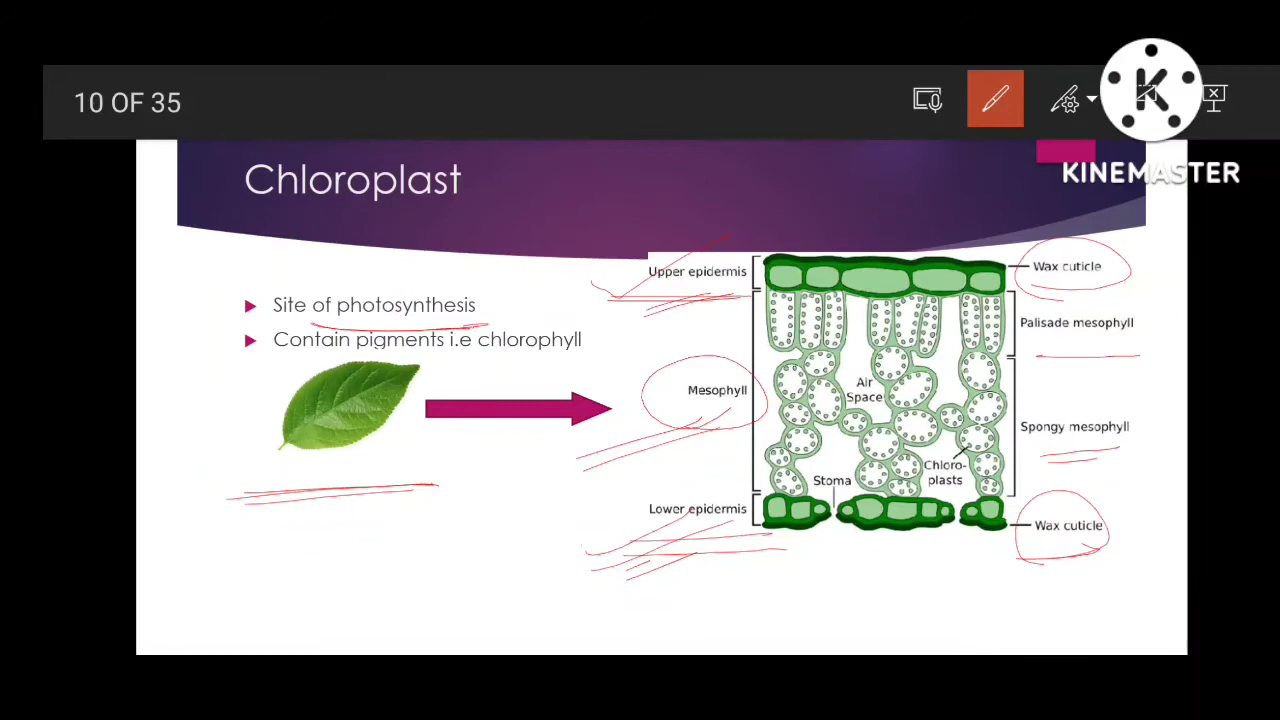 10 OF 35
K
KINEMASTER
Chloroplast
Site of photosynthesis
Contain pigments i.e chlorophyll
Upper epidermis
Wax cuticle
Palisade mesophyll
Mesophyll
Air
Space
Spongy mesophyll
Chloro-
plasts
Stoma
Lower epidermis
Wax cuticle